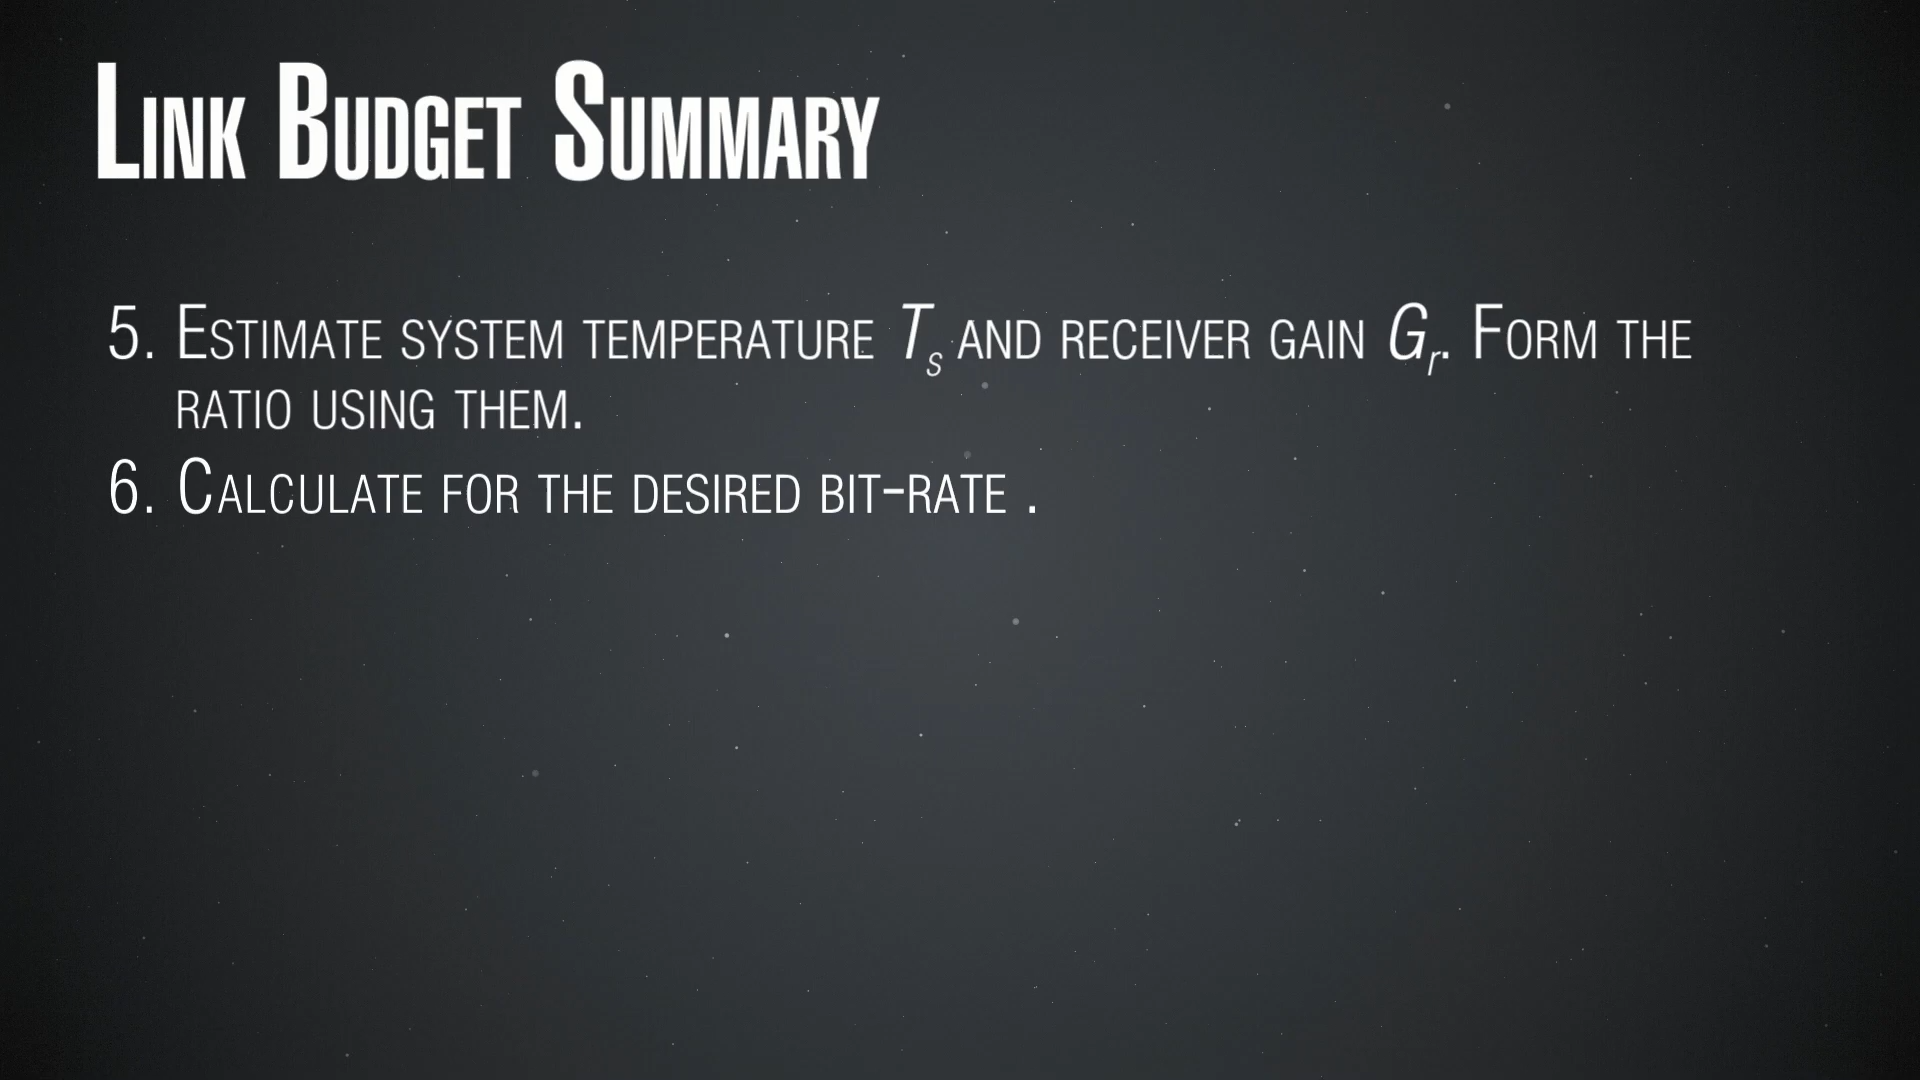 Link Budget Summary
5. Estimate system temperature Ts and receiver gain Gr. Form the
ratio using them.
6. Calculate for the desired bit-rate .